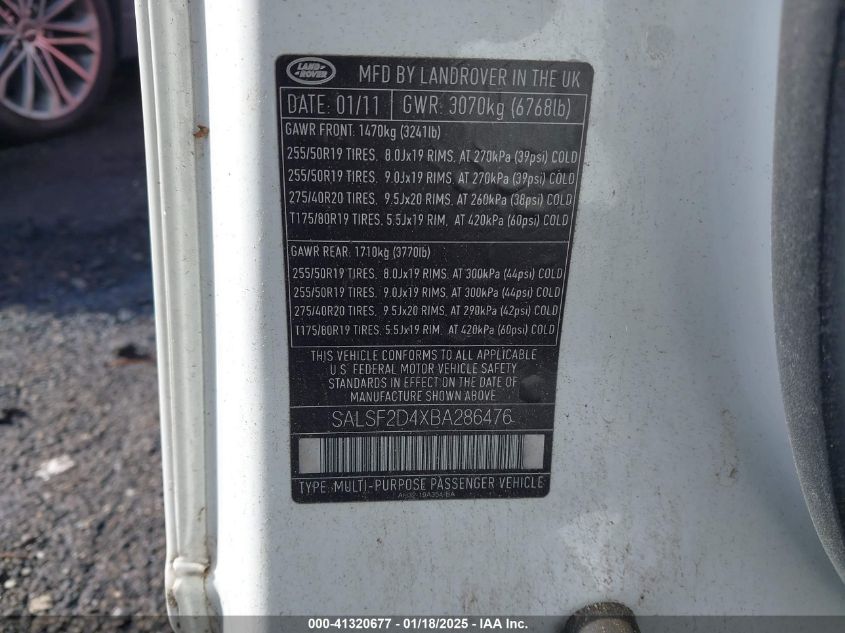 LAND
ROVER
MFD BY LANDROVER IN THE UK
DATE: 01/11 GWR: 3070kg (6768lb)
GAWR FRONT: 1470kg (3241lb)
255/50R19 TIRES, 8.0Jx19 RIMS, AT 270kPa (39psi) COLD
255/50R19 TIRES, 9.0Jx19 RIMS, AT 270kPa (39psi) COLD
275/40R20 TIRES, 9.5Jx20 RIMS, AT 260kPa (38psi) COLD
T175/80R19 TIRES, 5.5Jx19 RIM, AT 420kPa (60psi) COLD
GAWR REAR: 1710kg (3770lb)
255/50R19 TIRES, 8.0Jx19 RIMS, AT 300kPa (44psi) COLD
255/50R19 TIRES, 9.0Jx19 RIMS, AT 300kPa (44psi) COLD
275/40R20 TIRES, 9.5Jx20 RIMS, AT 290kPa (42psi) COLD
T175/80R19 TIRES, 5.5Jx19 RIM, AT 420kPa (60psi) COLD
THIS VEHICLE CONFORMS TO ALL APPLICABLE
U.S. FEDERAL MOTOR VEHICLE SAFETY
STANDARDS IN EFFECT ON THE DATE OF
MANUFACTURE SHOWN ABOVE.
SALSF2D4XBA286476
TYPE: MULTI-PURPOSE PASSENGER VEHICLE
000-41320677 - 01/18/2025 - IAA Inc.